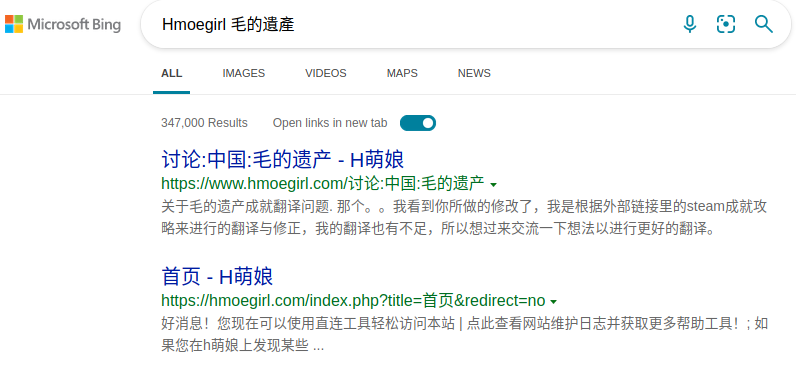 Microsoft Bing
Hmoegirl 毛的遺產
ALL IMAGES VIDEOS MAPS NEWS
347,000 Results Open links in new tab
讨论:中国:毛的遗产 - H萌娘
https://www.hmoegirl.com/讨论:中国:毛的遗产
关于毛的遗产成就翻译问题. 那个。。我看到你所做的修改了，我是根据外部链接里的steam成就攻
略来进行的翻译与修正，我的翻译也有不足，所以想过来交流一下想法以进行更好的翻译。
首页 - H萌娘
https://hmoegirl.com/index.php?title=首页&redirect=no
好消息！您现在可以使用直连工具轻松访问本站 | 点此查看网站维护日志并获取更多帮助工具！; 如
果您在h萌娘上发现某些 ...